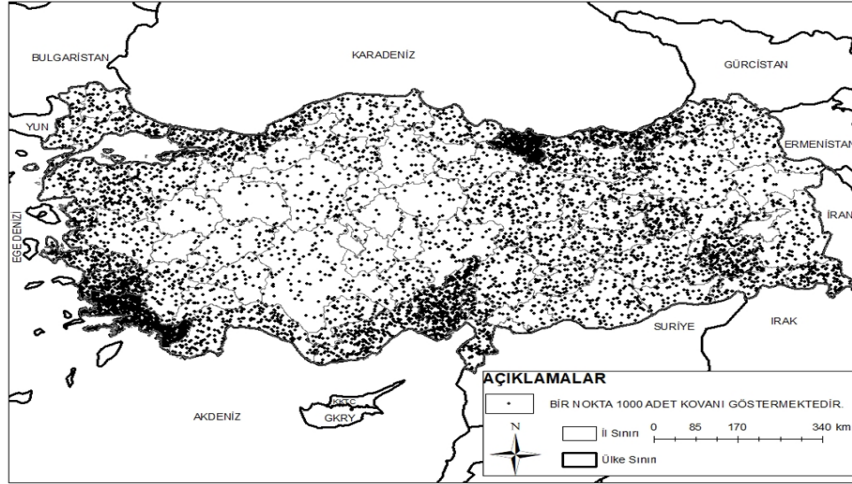 KARADENİZ
BULGARİSTAN
GÜRCİSTAN
YUN
ERMENİSTAN
İRAN
EGE DENİZİ
SURİYE
IRAK
AÇIKLAMALAR
BİR NOKTA 1000 ADET KOVANI GÖSTERMEKTEDİR.
KKTC
GKRY
AKDENİZ
N
İl Sınırı
0 85 170 340 km
Ülke Sınırı